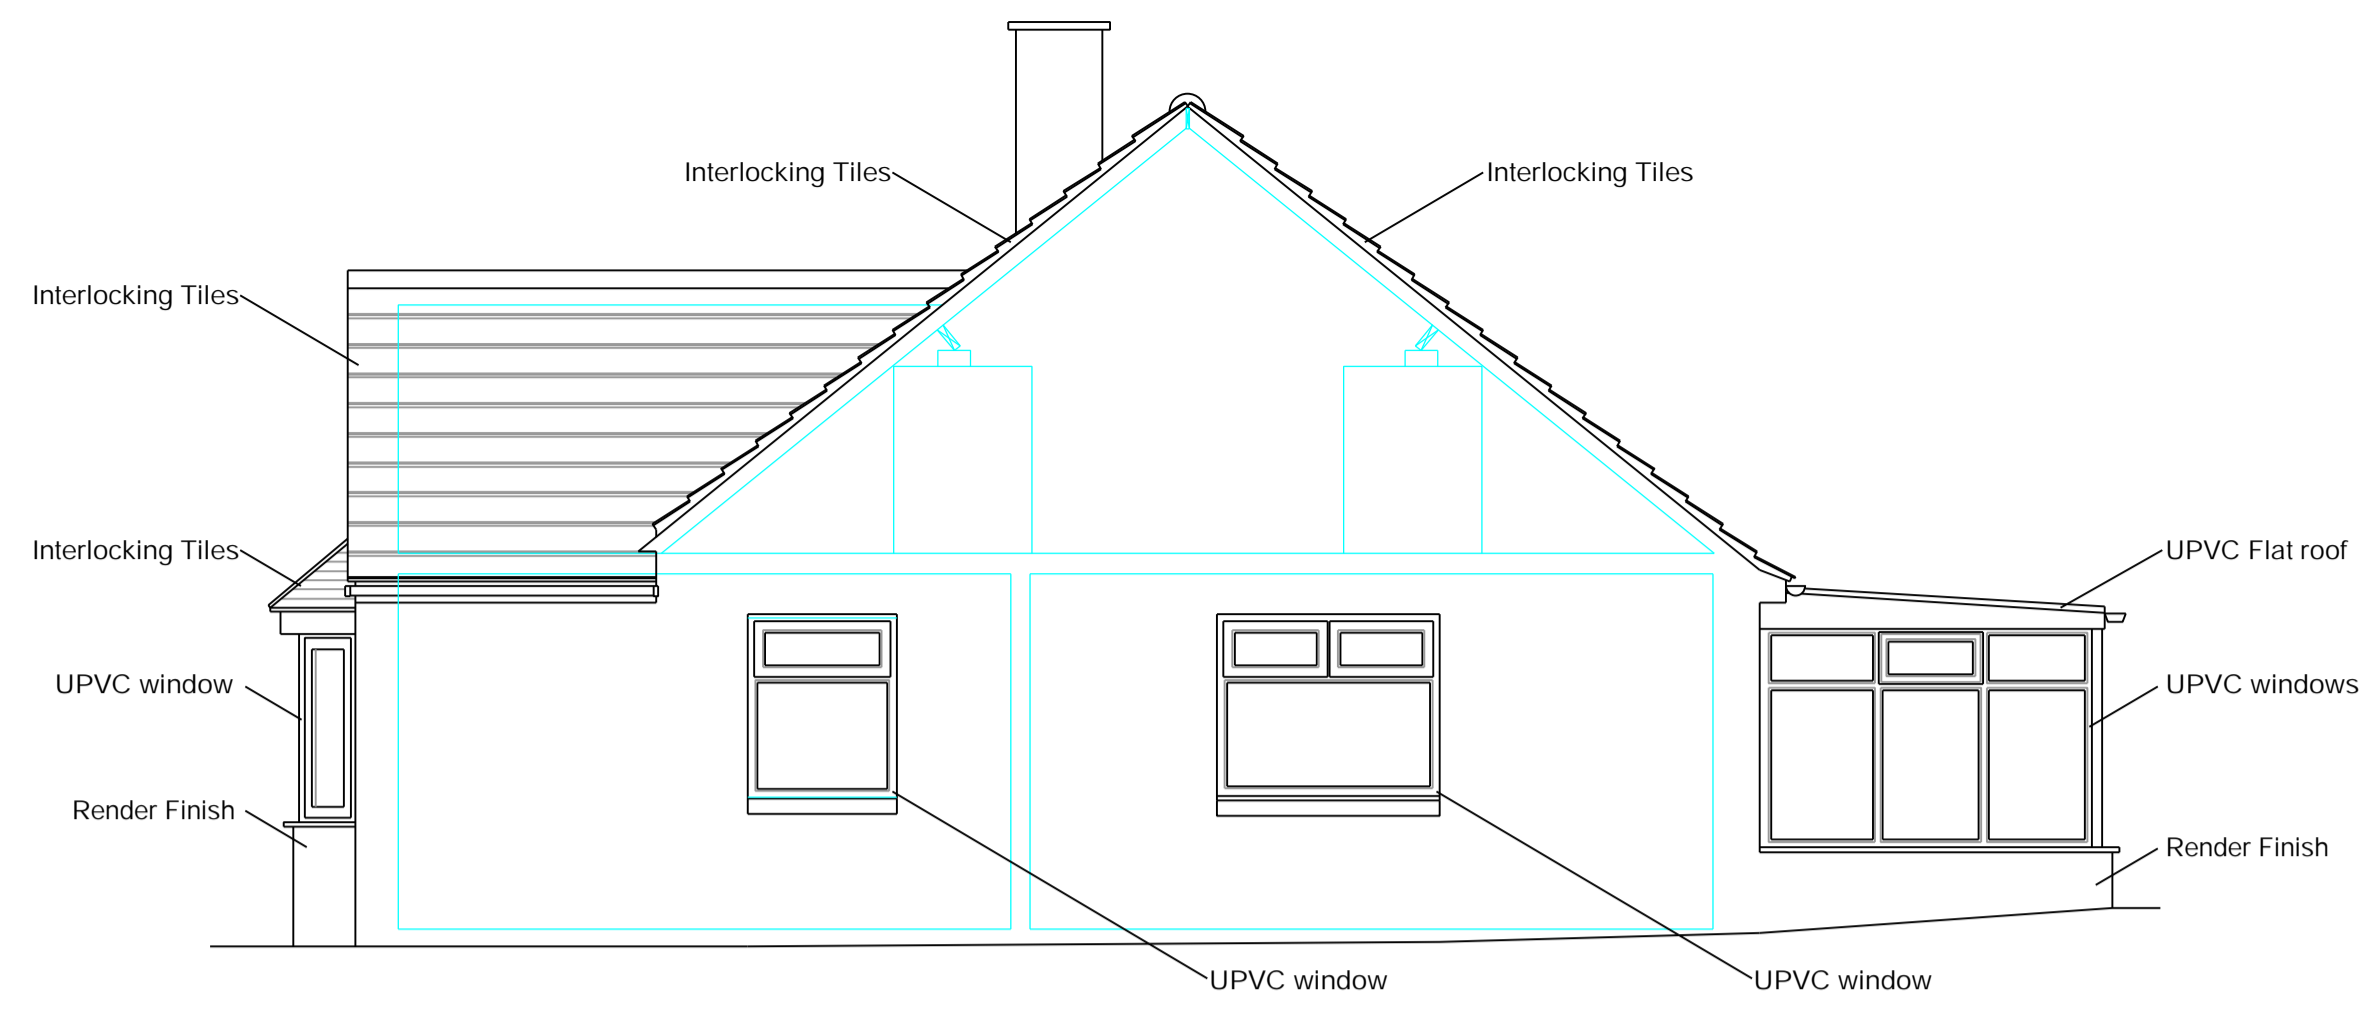 Interlocking Tiles
Interlocking Tiles
Interlocking Tiles
Interlocking Tiles
UPVC Flat roof
UPVC window
UPVC windows
Render Finish
Render Finish
UPVC window
UPVC window